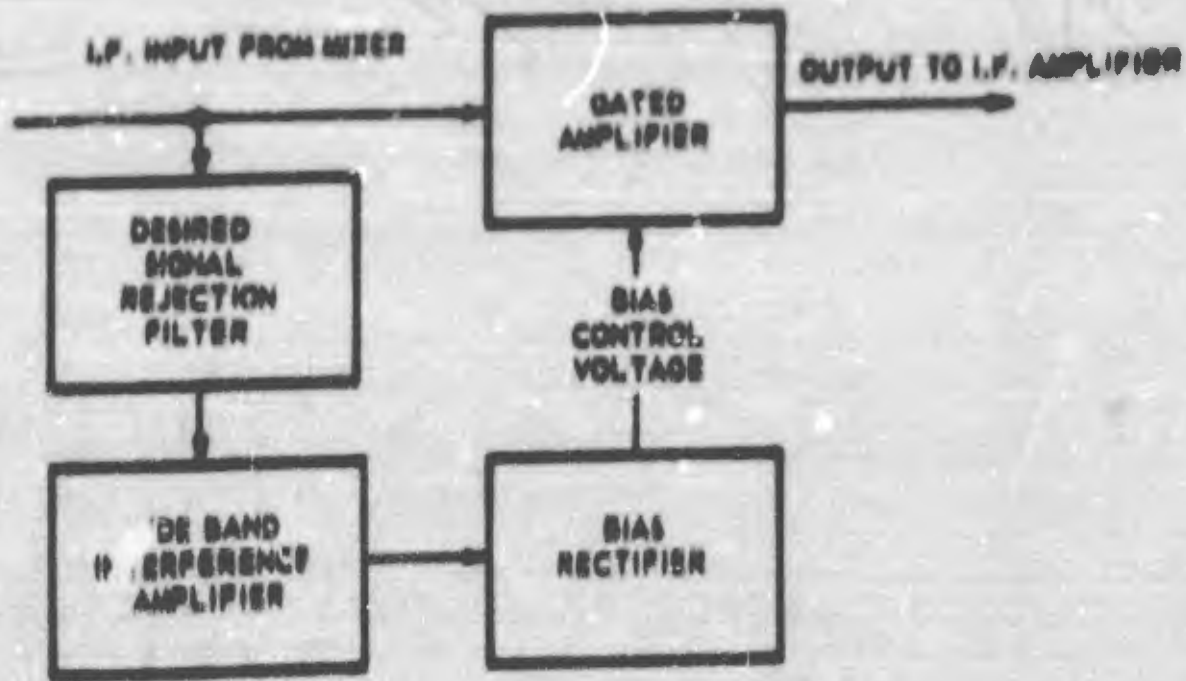 I.F. INPUT FROM MIXER
GATED
AMPLIFIER
OUTPUT TO I.F. AMPLIFIER
DESIRED
SIGNAL
REJECTION
FILTER
BIAS
CONTROL
VOLTAGE
BAND
INTERFERENCE
AMPLIFIER
BIAS
RECTIFIER